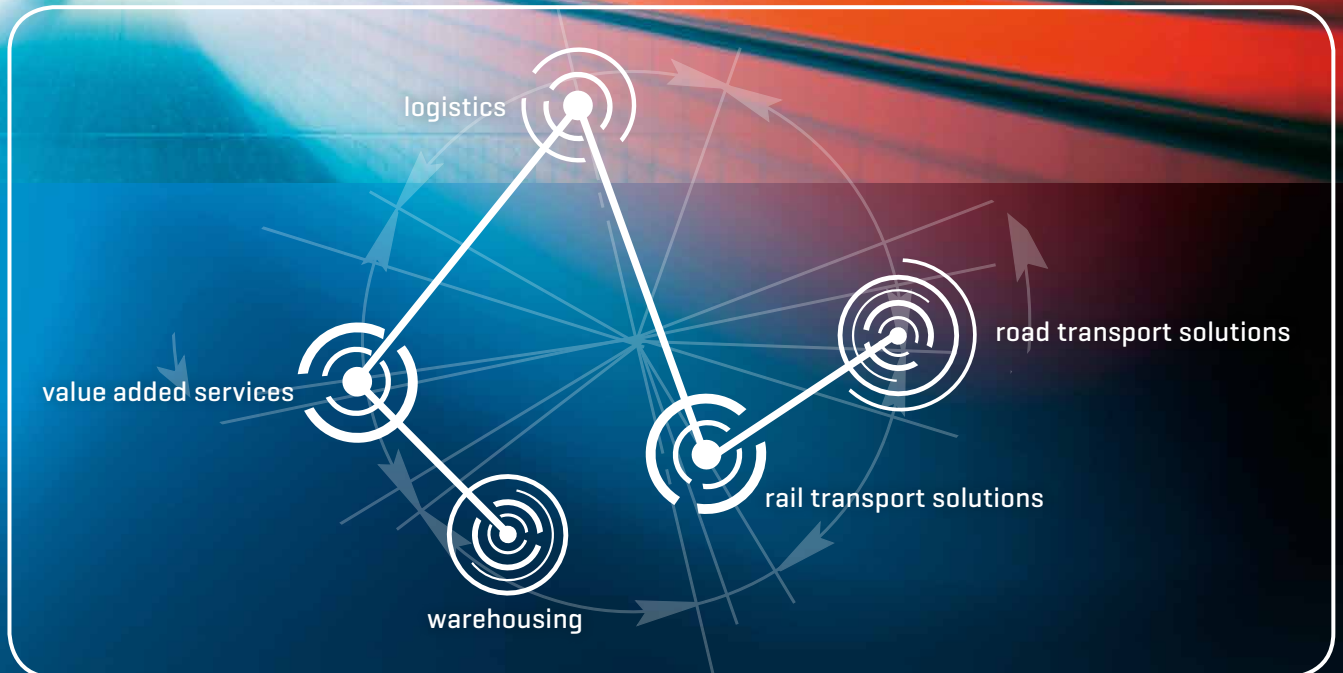 logistics
road transport solutions
value added services
rail transport solutions
warehousing